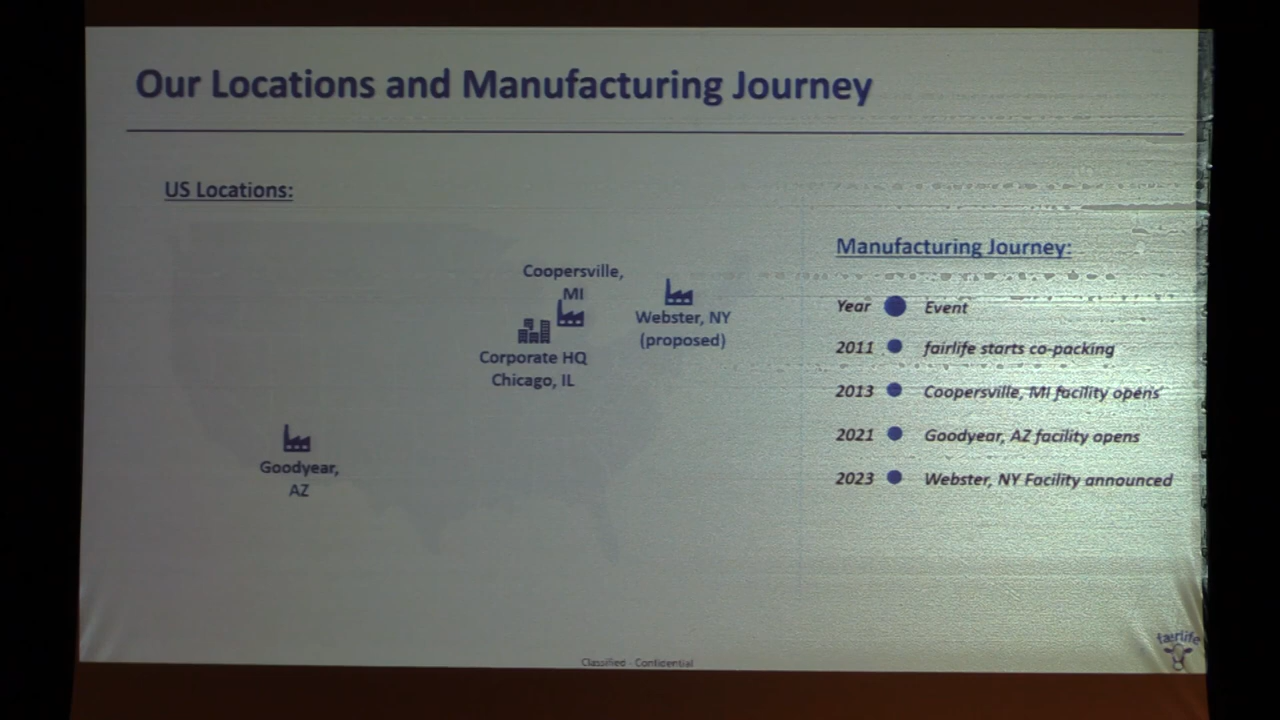 Our Locations and Manufacturing Journey
US Locations:
Coopersville,
MI
Webster, NY
(proposed)
Corporate HQ
Chicago, IL
Goodyear,
AZ
Manufacturing Journey:
Year Event
2011 fairlife starts co-packing
2013 Coopersville, MI facility opens
2021 Goodyear, AZ facility opens
2023 Webster, NY Facility announced
Classified - Confidential
fairlife